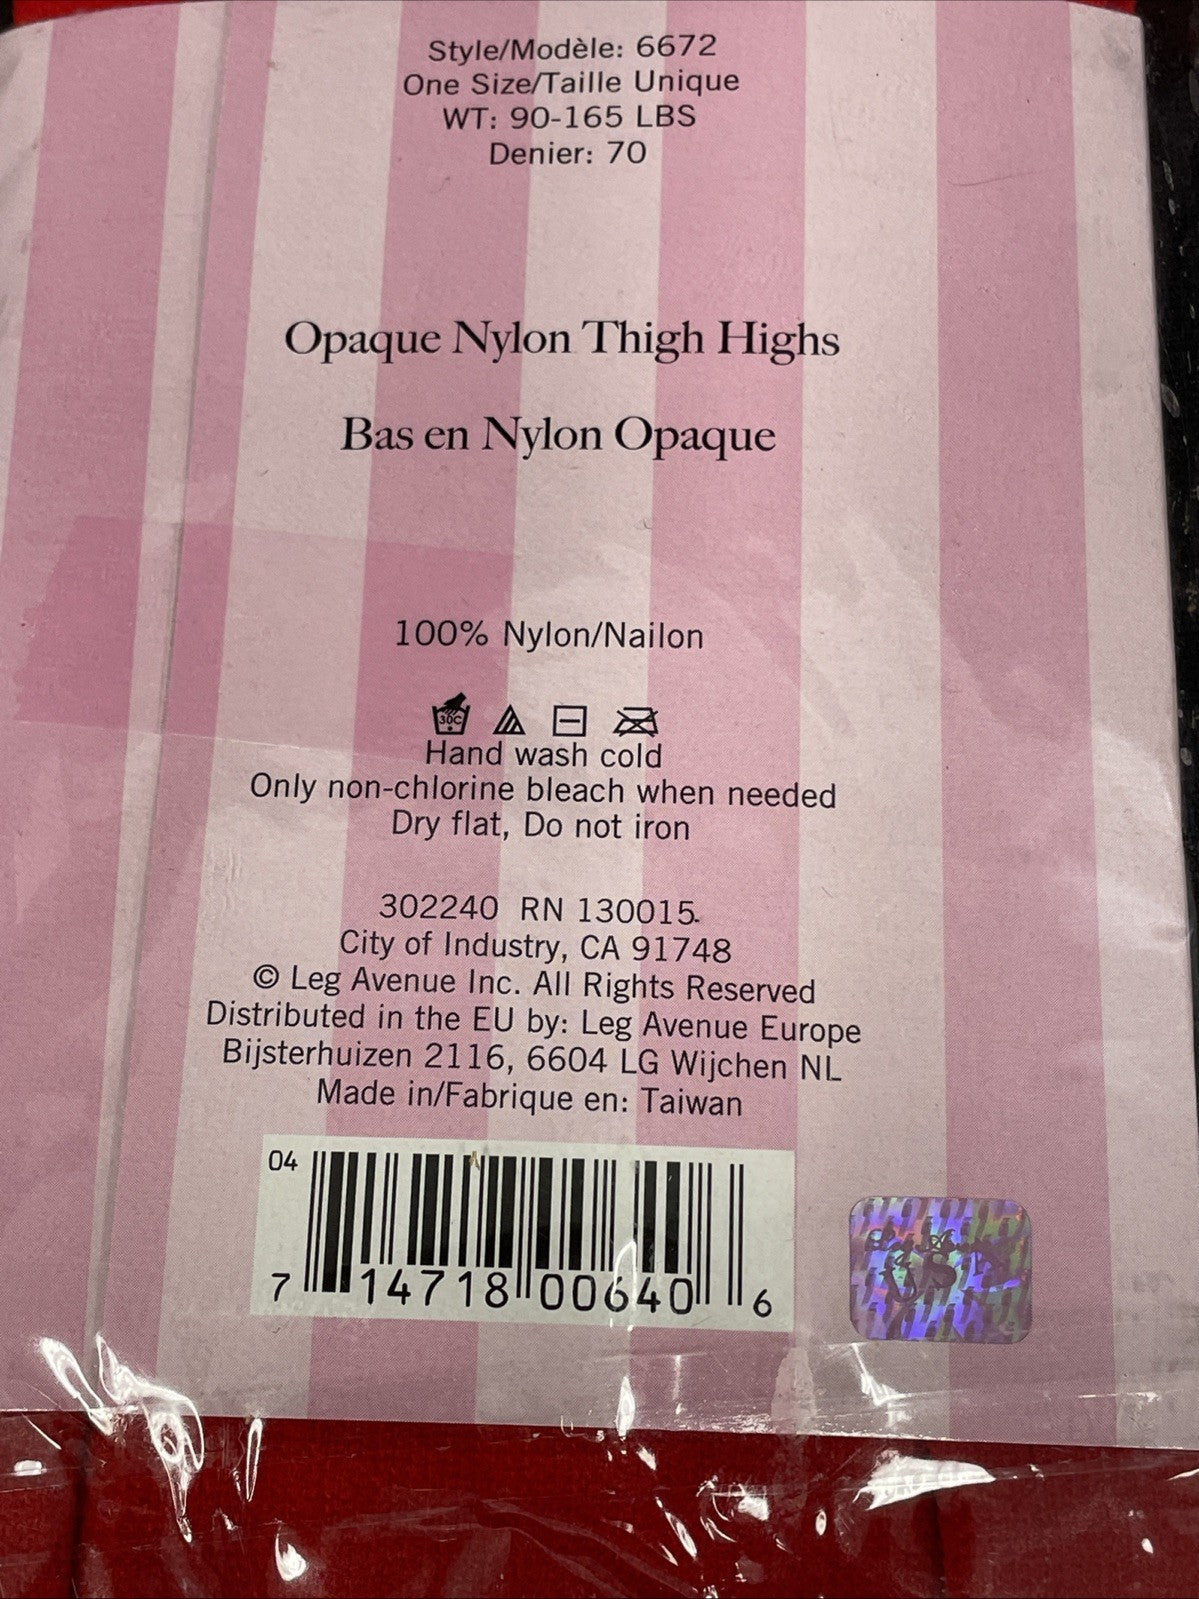 Style/Modèle: 6672
One Size/Taille Unique
WT: 90-165 LBS
Denier: 70
Opaque Nylon Thigh Highs
Bas en Nylon Opaque
100% Nylon/Nailon
30C
Hand wash cold
Only non-chlorine bleach when needed
Dry flat, Do not iron
302240 RN 130015.
City of Industry, CA 91748
© Leg Avenue Inc. All Rights Reserved
Distributed in the EU by: Leg Avenue Europe
Bijsterhuizen 2116, 6604 LG Wijchen NL
Made in/Fabrique en: Taiwan
04
7 14718 00640 6